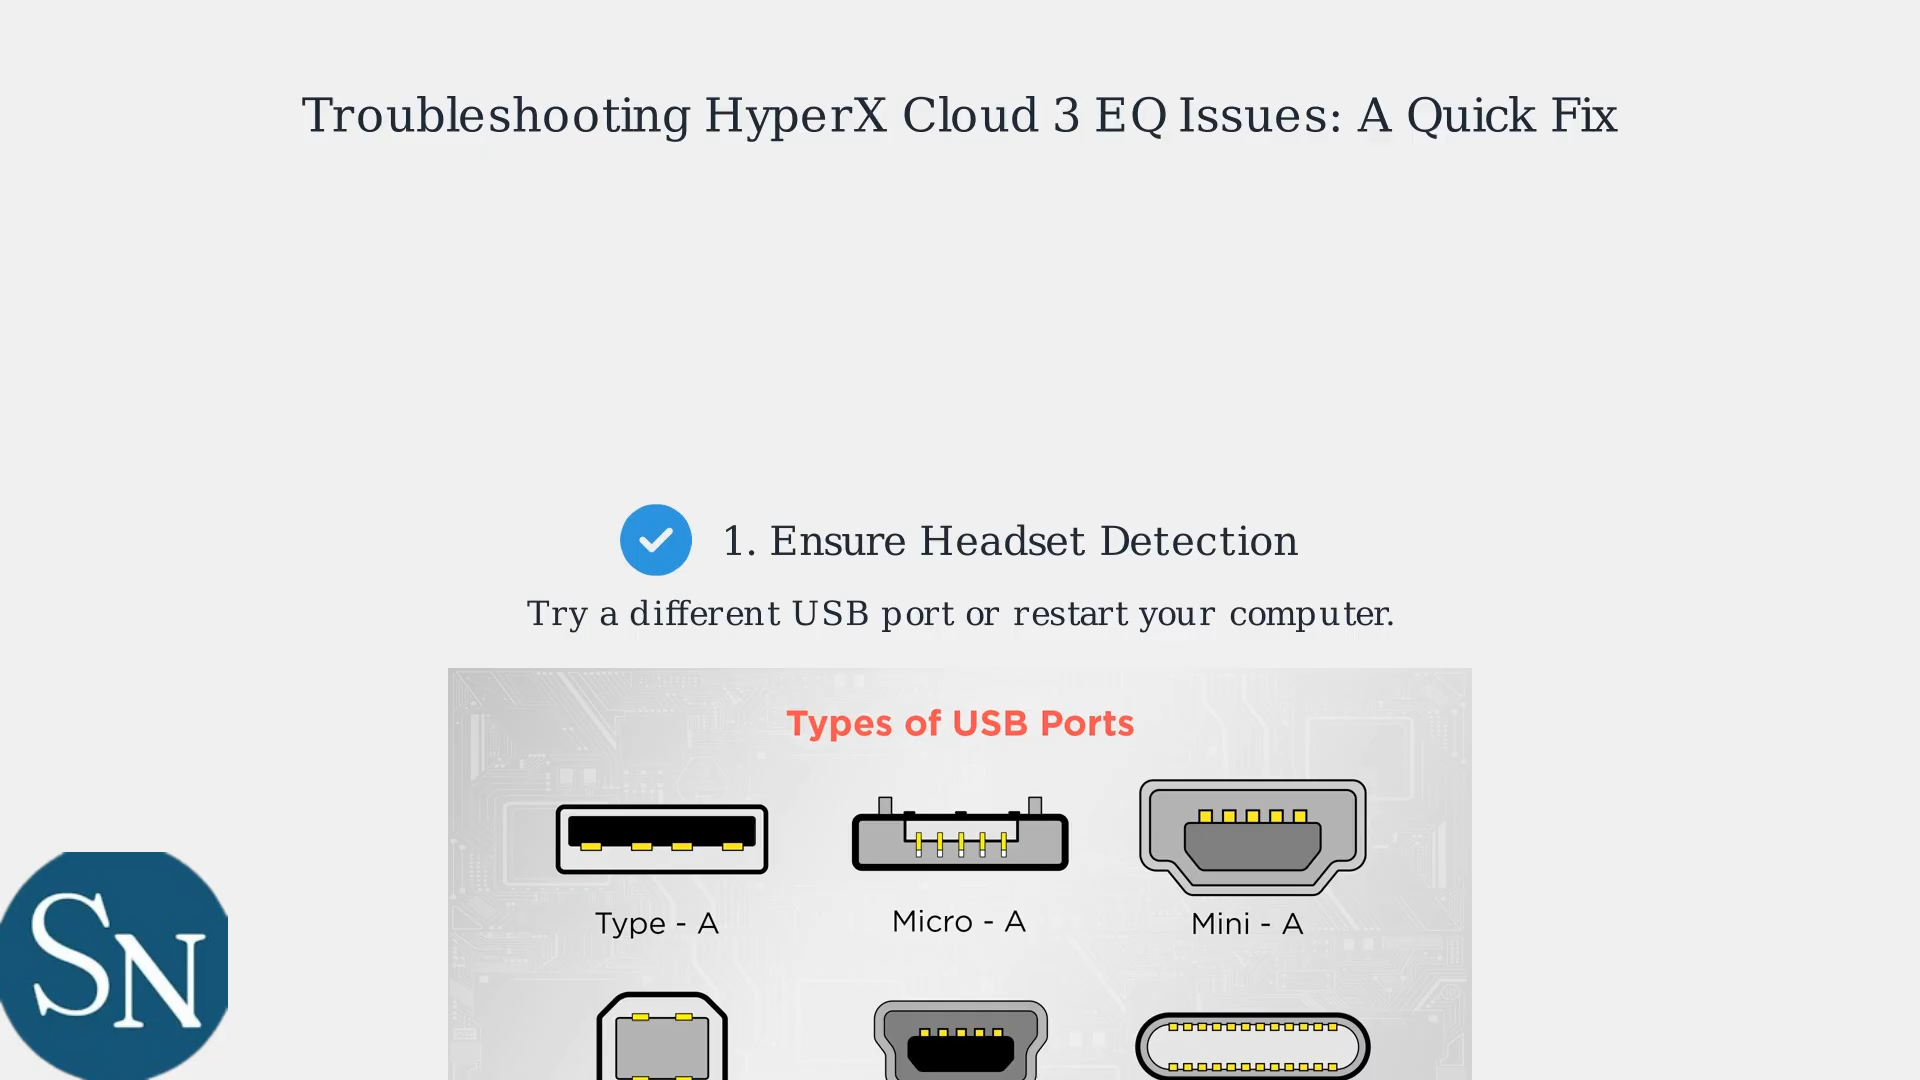 Troubleshooting HyperX Cloud 3 EQ Issues: A Quick Fix
1. Ensure Headset Detection
Try a different USB port or restart your computer.
Types of USB Ports
Type - A
Micro - A
Mini - A
SN